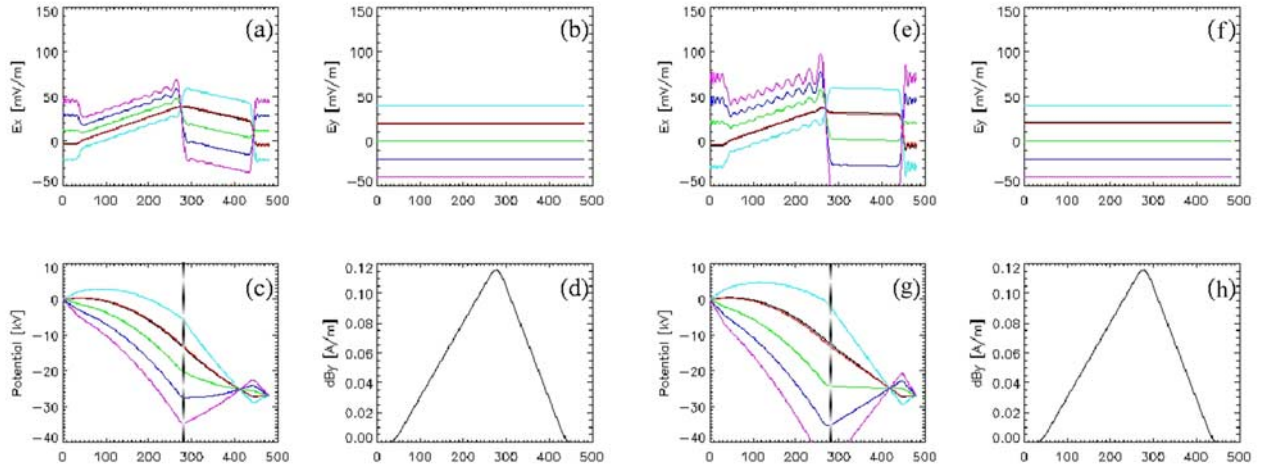 (a)
Ex [mV/m]
150
100
50
0
−50
0 100 200 300 400 500
(b)
Ey [mV/m]
150
100
50
0
−50
0 100 200 300 400 500
(e)
Ex [mV/m]
150
100
50
0
−50
0 100 200 300 400 500
(f)
Ey [mV/m]
150
100
50
0
−50
0 100 200 300 400 500
(c)
Potential [kV]
10
0
−10
−20
−30
−40
0 100 200 300 400 500
(d)
dBy [A/m]
0.12
0.10
0.08
0.06
0.04
0.02
0.00
0 100 200 300 400 500
(g)
Potential [kV]
10
0
−10
−20
−30
−40
0 100 200 300 400 500
(h)
dBy [A/m]
0.12
0.10
0.08
0.06
0.04
0.02
0.00
0 100 200 300 400 500